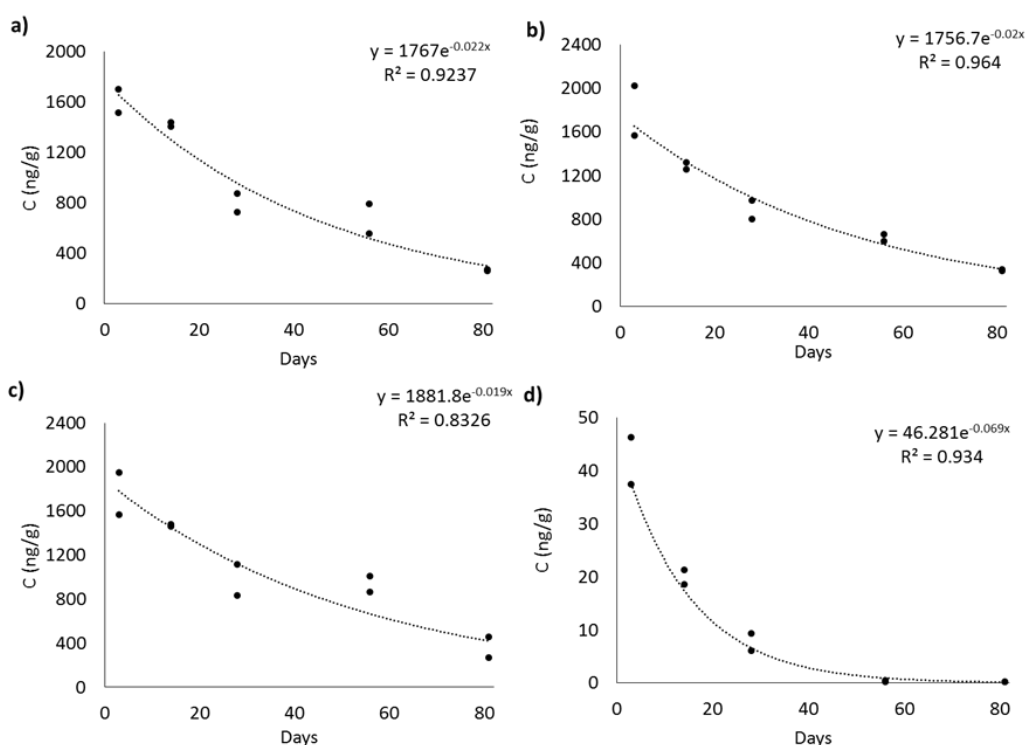 a)
y = 1767e^-0.022x
R² = 0.9237
2000
1600
1200
800
400
0
C (ng/g)
0 20 40 60 80
Days
b)
y = 1756.7e^-0.02x
R² = 0.964
2400
2000
1600
1200
800
400
0
C (ng/g)
0 20 40 60 80
Days
c)
y = 1881.8e^-0.019x
R² = 0.8326
2400
2000
1600
1200
800
400
0
C (ng/g)
0 20 40 60 80
Days
d)
y = 46.281e^-0.069x
R² = 0.934
50
40
30
20
10
0
C (ng/g)
0 20 40 60 80
Days